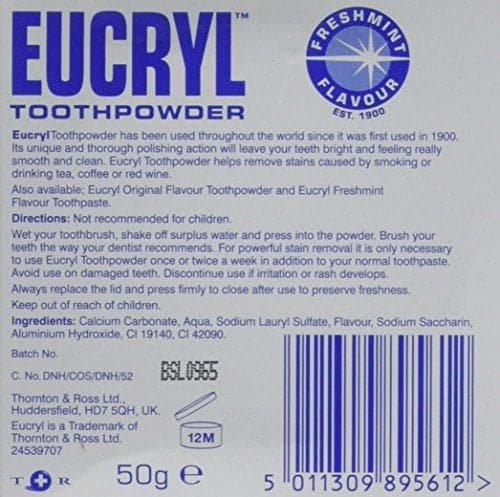 EUCRYL™
TOOTHPOWDER
FRESHMINT
FLAVOUR
EST. 1900
EucrylToothpowder has been used throughout the world since it was first used in 1900.
Its unique and thorough polishing action will leave your teeth bright and feeling really
smooth and clean. Eucryl Toothpowder helps remove stains caused by smoking or
drinking tea, coffee or red wine.
Also available; Eucryl Original Flavour Toothpowder and Eucryl Freshmint
Flavour Toothpaste.
Directions: Not recommended for children.
Wet your toothbrush, shake off surplus water and press into the powder. Brush your
teeth the way your dentist recommends. For powerful stain removal it is only necessary
to use Eucryl Toothpowder once or twice a week in addition to your normal toothpaste.
Avoid use on damaged teeth. Discontinue use if irritation or rash develops.
Always replace the lid and press firmly to close after use to preserve freshness.
Keep out of reach of children.
Ingredients: Calcium Carbonate, Aqua, Sodium Lauryl Sulfate, Flavour, Sodium Saccharin,
Aluminium Hydroxide, CI 19140, CI 42090.
Batch No.
C. No. DNH/COS/DNH/52
BSL0965
Thornton & Ross Ltd.,
Huddersfield, HD7 5QH, UK.
Eucryl is a Trademark of
Thornton & Ross Ltd.
24539707
12M
T R
50g e
5 011309 895612 >